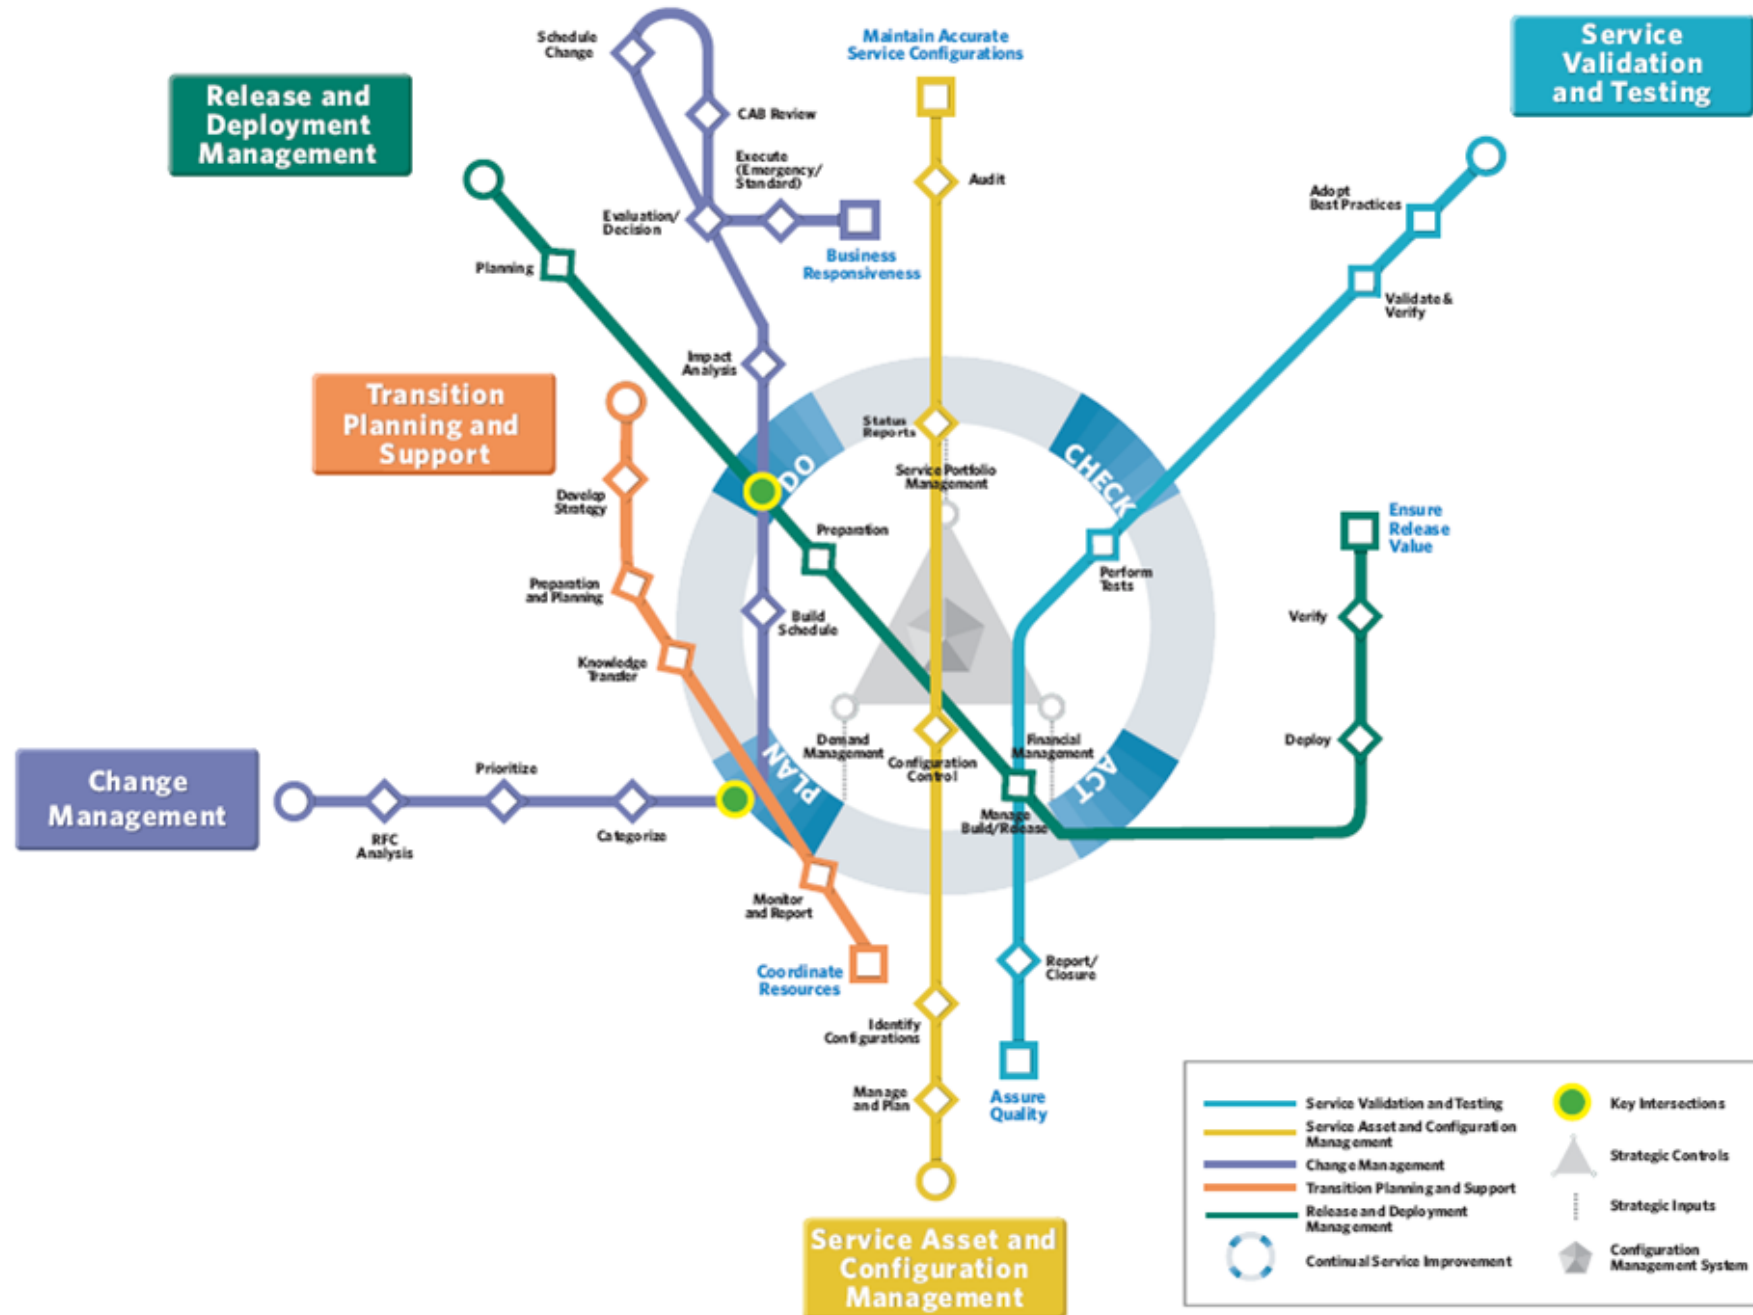 Schedule
Change
Maintain Accurate
Service Configurations
Service
Validation
and Testing
Release and
Deployment
Management
CAB Review
Execute
(Emergency/
Standard)
Audit
Adopt
Best Practices
Evaluation/
Decision
Business
Responsiveness
Planning
Validate &
Verify
Impact
Analysis
Transition
Planning and
Support
Status
Reports
DO
CHECK
Service Portfolio
Management
Develop
Strategy
Preparation
Ensure
Release
Value
Perform
Tests
Preparation
and Planning
Build
Schedule
Verify
Knowledge
Transfer
Change
Management
Prioritize
RFC
Analysis
Categorize
PLAN
Demand
Management
Configuration
Control
Financial
Management
ACT
Deploy
Manage
Build/Release
Monitor
and Report
Coordinate
Resources
Report/
Closure
Identify
Configurations
Manage
and Plan
Assure
Quality
Service Asset and
Configuration
Management
Service Validation and Testing
Service Asset and Configuration
Management
Change Management
Transition Planning and Support
Release and Deployment
Management
Continual Service Improvement
Key Intersections
Strategic Controls
Strategic Inputs
Configuration
Management System